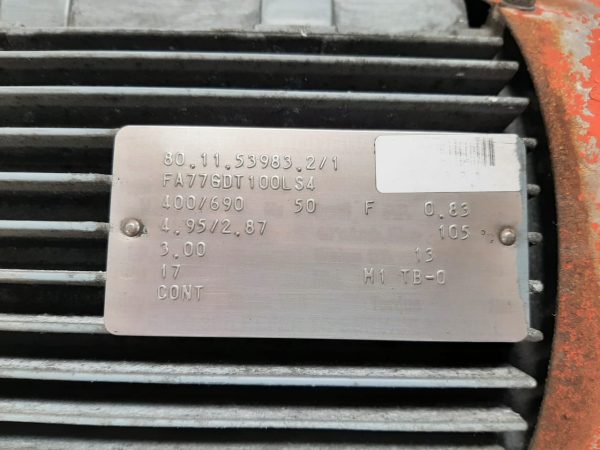 80.11.53983.2/1
FA77GDT100LS4
400/690 50 F 0.83
4.95/2.87 105
3.00 13
17 M1 TB-0
CONT